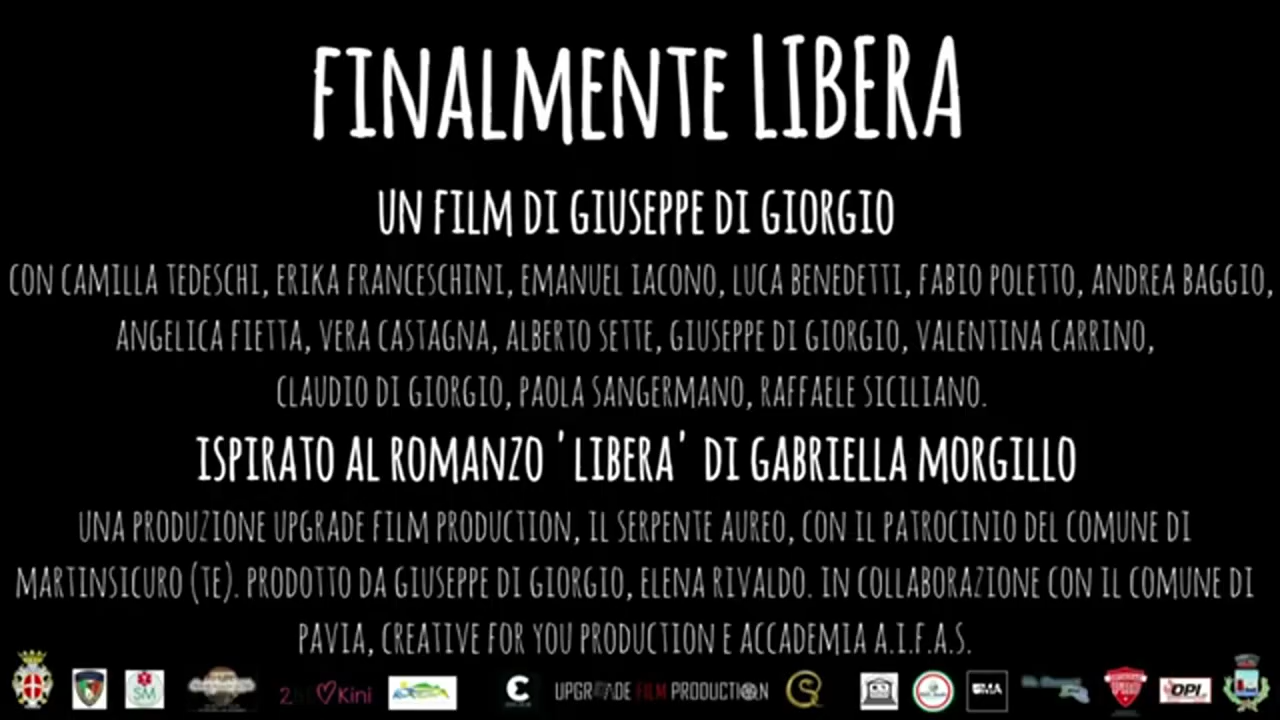 FINALMENTE LIBERA
UN FILM DI GIUSEPPE DI GIORGIO
CON CAMILLA TEDESCHI, ERIKA FRANCESCHINI, EMANUEL IACONO, LUCA BENEDETTI, FABIO POLETTO, ANDREA BAGGIO,
ANGELICA FIETTA, VERA CASTAGNA, ALBERTO SETTE, GIUSEPPE DI GIORGIO, VALENTINA CARRINO,
CLAUDIO DI GIORGIO, PAOLA SANGERMANO, RAFFAELE SICILIANO.
ISPIRATO AL ROMANZO 'LIBERA' DI GABRIELLA MORGILLO
UNA PRODUZIONE UPGRADE FILM PRODUCTION, IL SERPENTE AUREO, CON IL PATROCINIO DEL COMUNE DI
MARTINSICURO (TE). PRODOTTO DA GIUSEPPE DI GIORGIO, ELENA RIVALDO. IN COLLABORAZIONE CON IL COMUNE DI
PAVIA, CREATIVE FOR YOU PRODUCTION E ACCADEMIA A.I.F.A.S.
SM Kini UPGRADE FILM PRODUCTION OPI